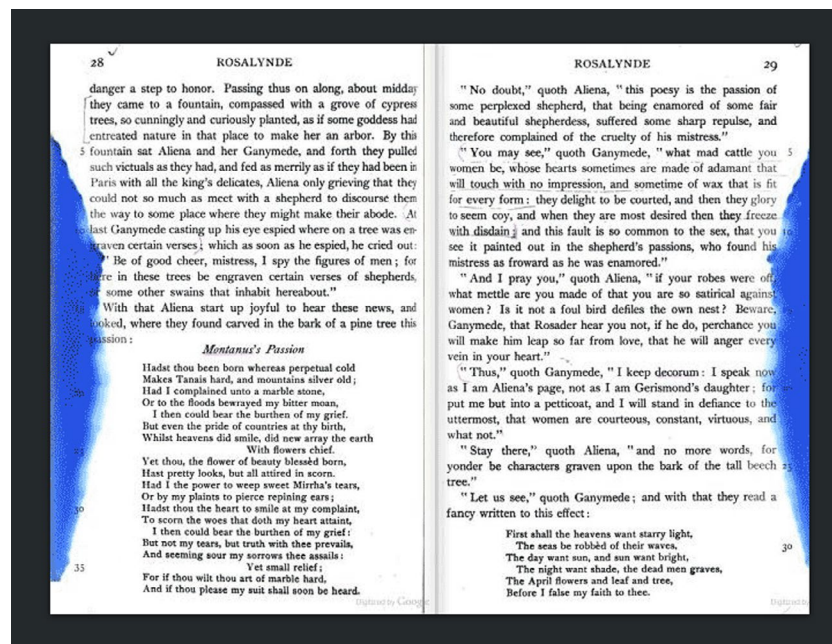 28
ROSALYNDE
danger a step to honor. Passing thus on along, about midday
they came to a fountain, compassed with a grove of cypress
trees, so cunningly and curiously planted, as if some goddess had
entreated nature in that place to make her an arbor. By this
5 fountain sat Aliena and her Ganymede, and forth they pulled
such victuals as they had, and fed as merrily as if they had been in
Paris with all the king's delicates, Aliena only grieving that they
could not so much as meet with a shepherd to discourse them
the way to some place where they might make their abode. At
10 last Ganymede casting up his eye espied where on a tree was en-
graven certain verses; which as soon as he espied, he cried out:
" Be of good cheer, mistress, I spy the figures of men; for
here in these trees be engraven certain verses of shepherds,
or some other swains that inhabit hereabout."
With that Aliena start up joyful to hear these news, and
looked, where they found carved in the bark of a pine tree this
passion:
Montanus's Passion
Hadst thou been born whereas perpetual cold
Makes Tanais hard, and mountains silver old;
Had I complained unto a marble stone,
Or to the floods bewrayed my bitter moan,
I then could bear the burthen of my grief.
But even the pride of countries at thy birth,
Whilst heavens did smile, did new array the earth
With flowers chief.
Yet thou, the flower of beauty blessèd born,
Hast pretty looks, but all attired in scorn.
Had I the power to weep sweet Mirrha's tears,
Or by my plaints to pierce repining ears;
30 Hadst thou the heart to smile at my complaint,
To scorn the woes that doth my heart attaint,
I then could bear the burthen of my grief:
But not my tears, but truth with thee prevails,
And seeming sour my sorrows thee assails:
35 Yet small relief;
For if thou wilt thou art of marble hard,
And if thou please my suit shall soon be heard.
Digitized by Google
ROSALYNDE
29
" No doubt," quoth Aliena, " this poesy is the passion of
some perplexed shepherd, that being enamored of some fair
and beautiful shepherdess, suffered some sharp repulse, and
therefore complained of the cruelty of his mistress."
" You may see," quoth Ganymede, " what mad cattle you 5
women be, whose hearts sometimes are made of adamant that
will touch with no impression, and sometime of wax that is fit
for every form: they delight to be courted, and then they glory
to seem coy, and when they are most desired then they freeze
with disdain; and this fault is so common to the sex, that you
see it painted out in the shepherd's passions, who found his
mistress as froward as he was enamored."
" And I pray you," quoth Aliena, " if your robes were off,
what mettle are you made of that you are so satirical against
women? Is it not a foul bird defiles the own nest? Beware,
Ganymede, that Rosader hear you not, if he do, perchance you
will make him leap so far from love, that he will anger every
vein in your heart."
" Thus," quoth Ganymede, " I keep decorum: I speak now
as I am Aliena's page, not as I am Gerismond's daughter; for
put me but into a petticoat, and I will stand in defiance to the
uttermost, that women are courteous, constant, virtuous, and
what not."
" Stay there," quoth Aliena, " and no more words, for
yonder be characters graven upon the bark of the tall beech 25
tree."
" Let us see," quoth Ganymede; and with that they read a
fancy written to this effect:
First shall the heavens want starry light,
The seas be robbèd of their waves, 30
The day want sun, and sun want bright,
The night want shade, the dead men graves,
The April flowers and leaf and tree,
Before I false my faith to thee.
Digitized by